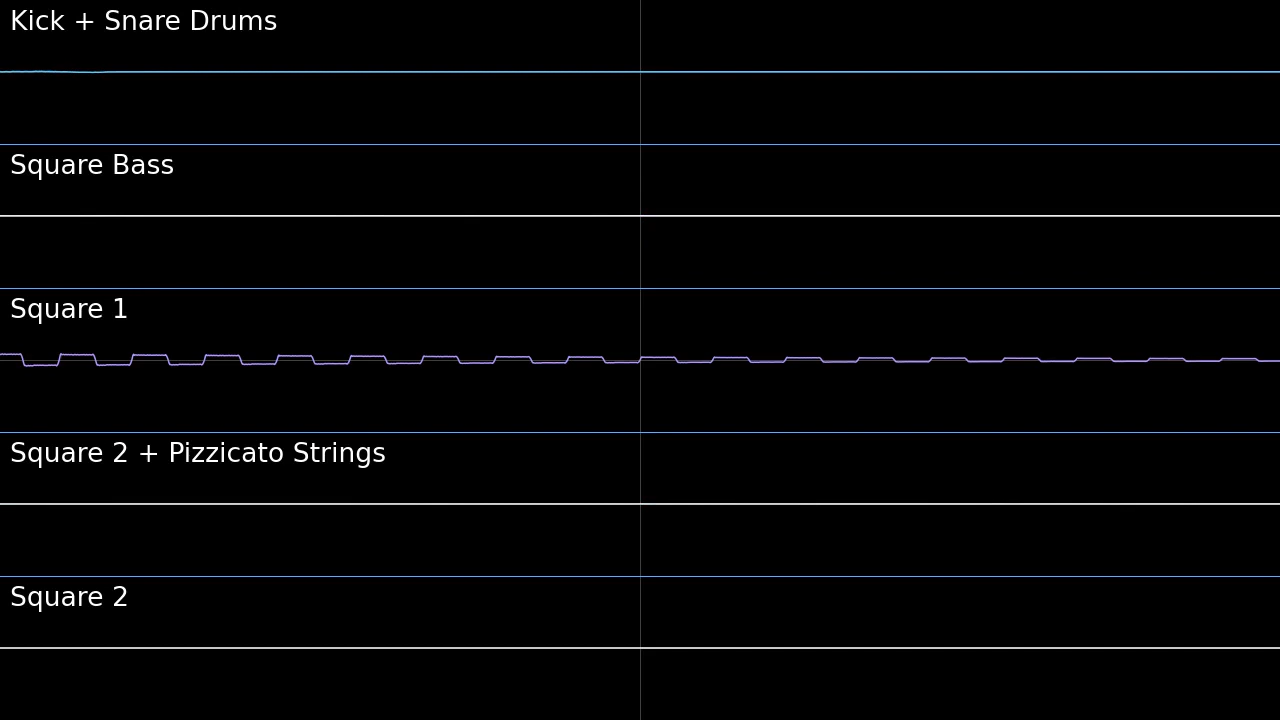 Kick + Snare Drums
Square Bass
Square 1
Square 2 + Pizzicato Strings
Square 2